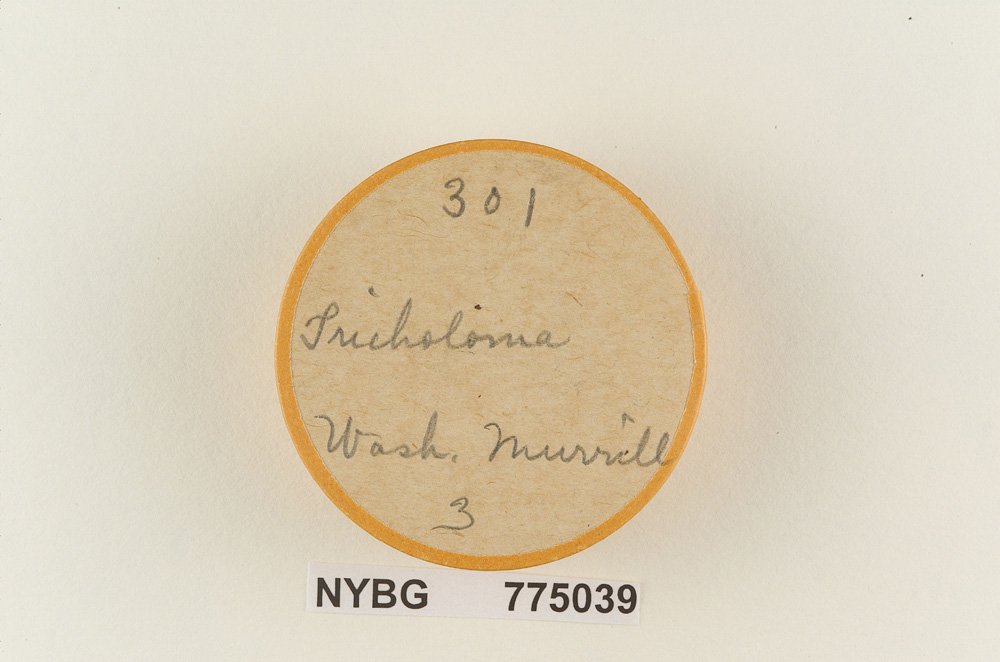 301
Tricholoma
Wash. Murrill
3
NYBG 775039